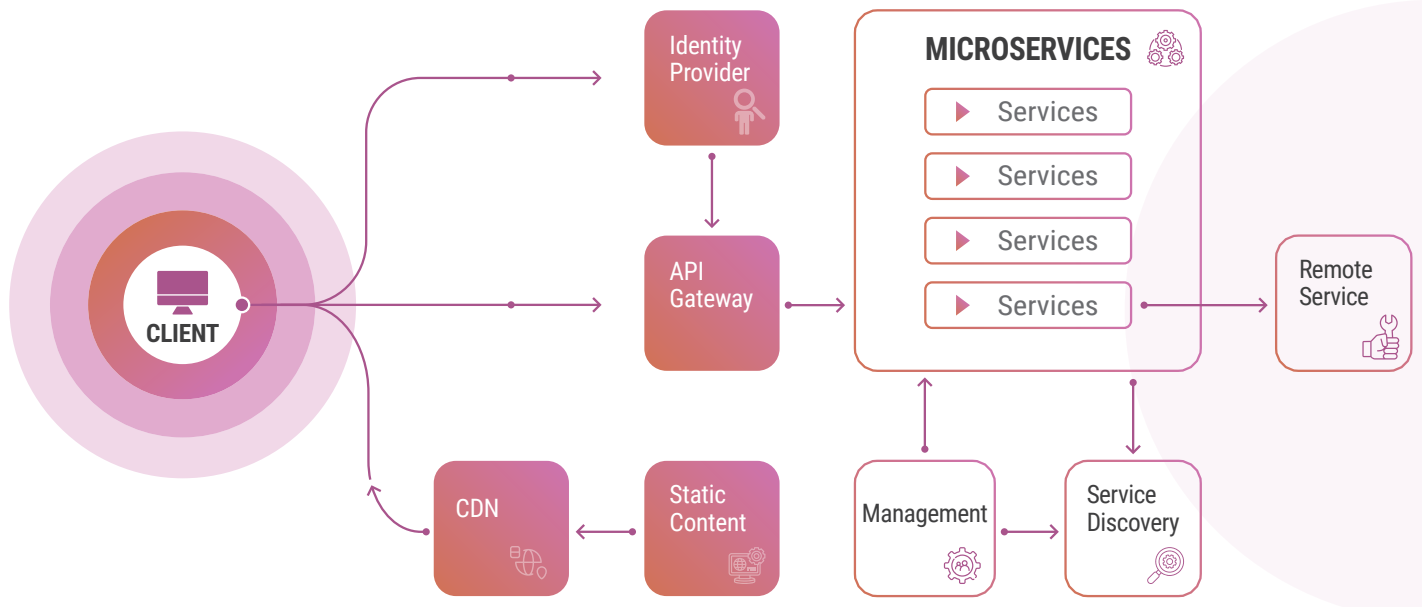 Identity
Provider
MICROSERVICES
Services
Services
Services
Services
CLIENT
API
Gateway
Remote
Service
CDN
Static
Content
Management
Service
Discovery